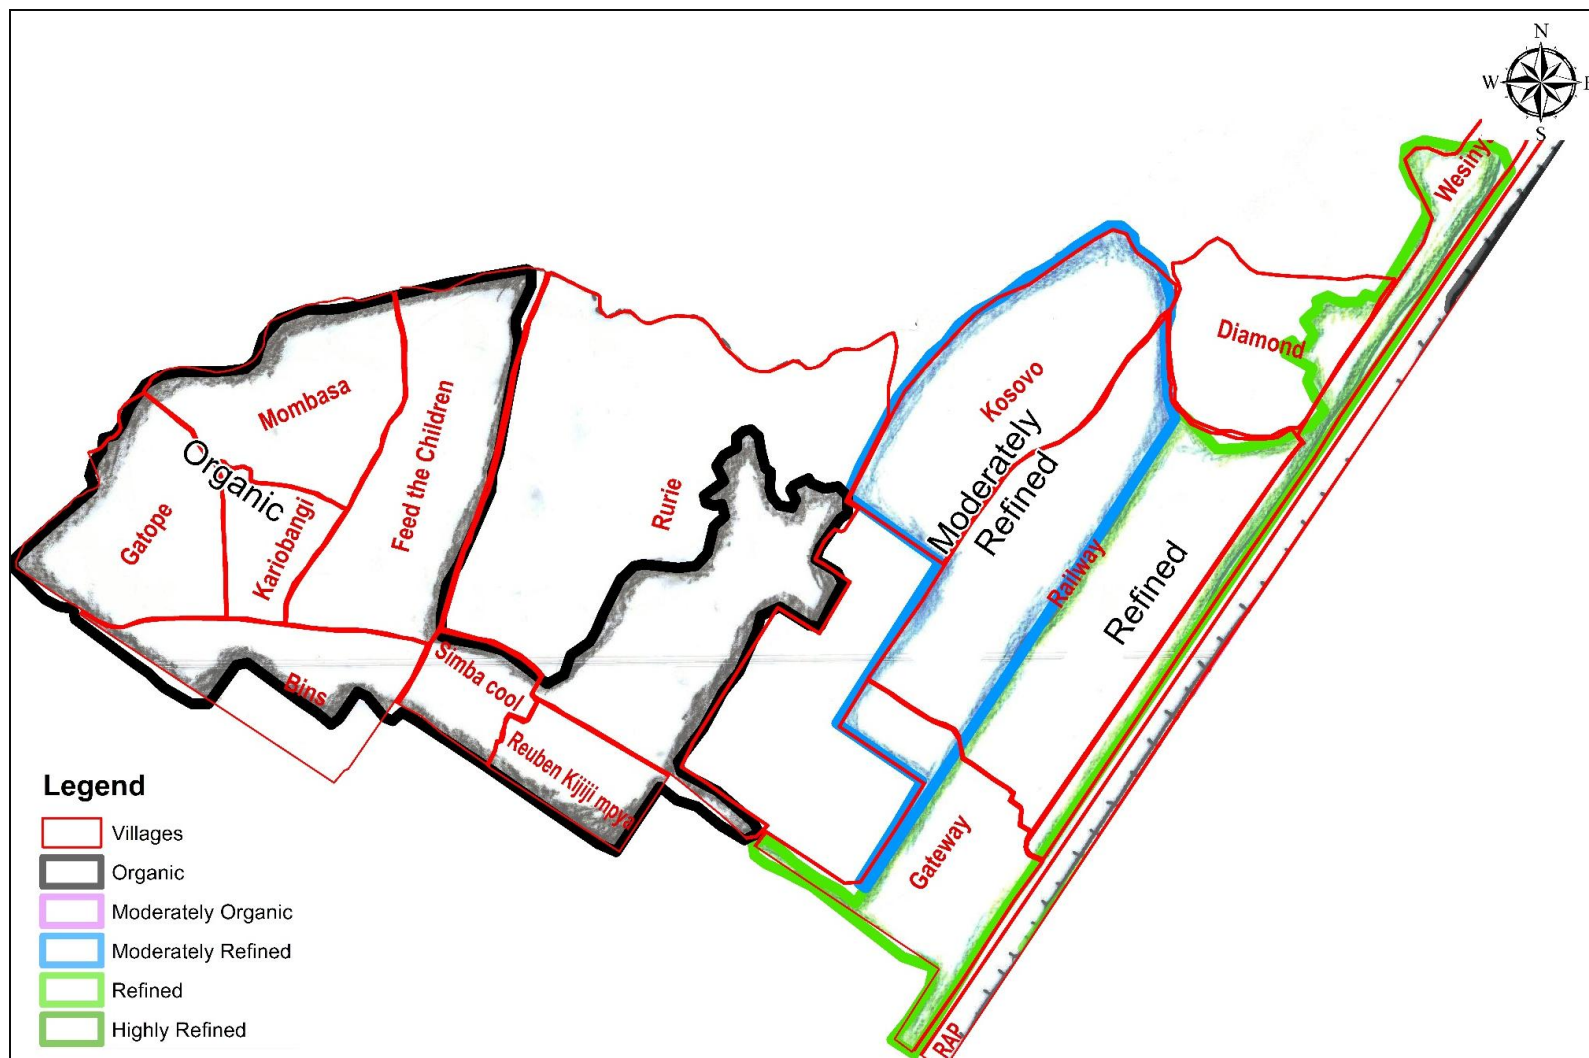 N
W
E
S
Wesiny
Diamond
Kosovo
Moderately
Refined
Mombasa
Feed the Children
Organic
Gatope
Kariobangi
Rurie
Railway
Refined
Simba cool
Bins
Reuben Kijiji mpya
Gateway
RAP
Legend
Villages
Organic
Moderately Organic
Moderately Refined
Refined
Highly Refined